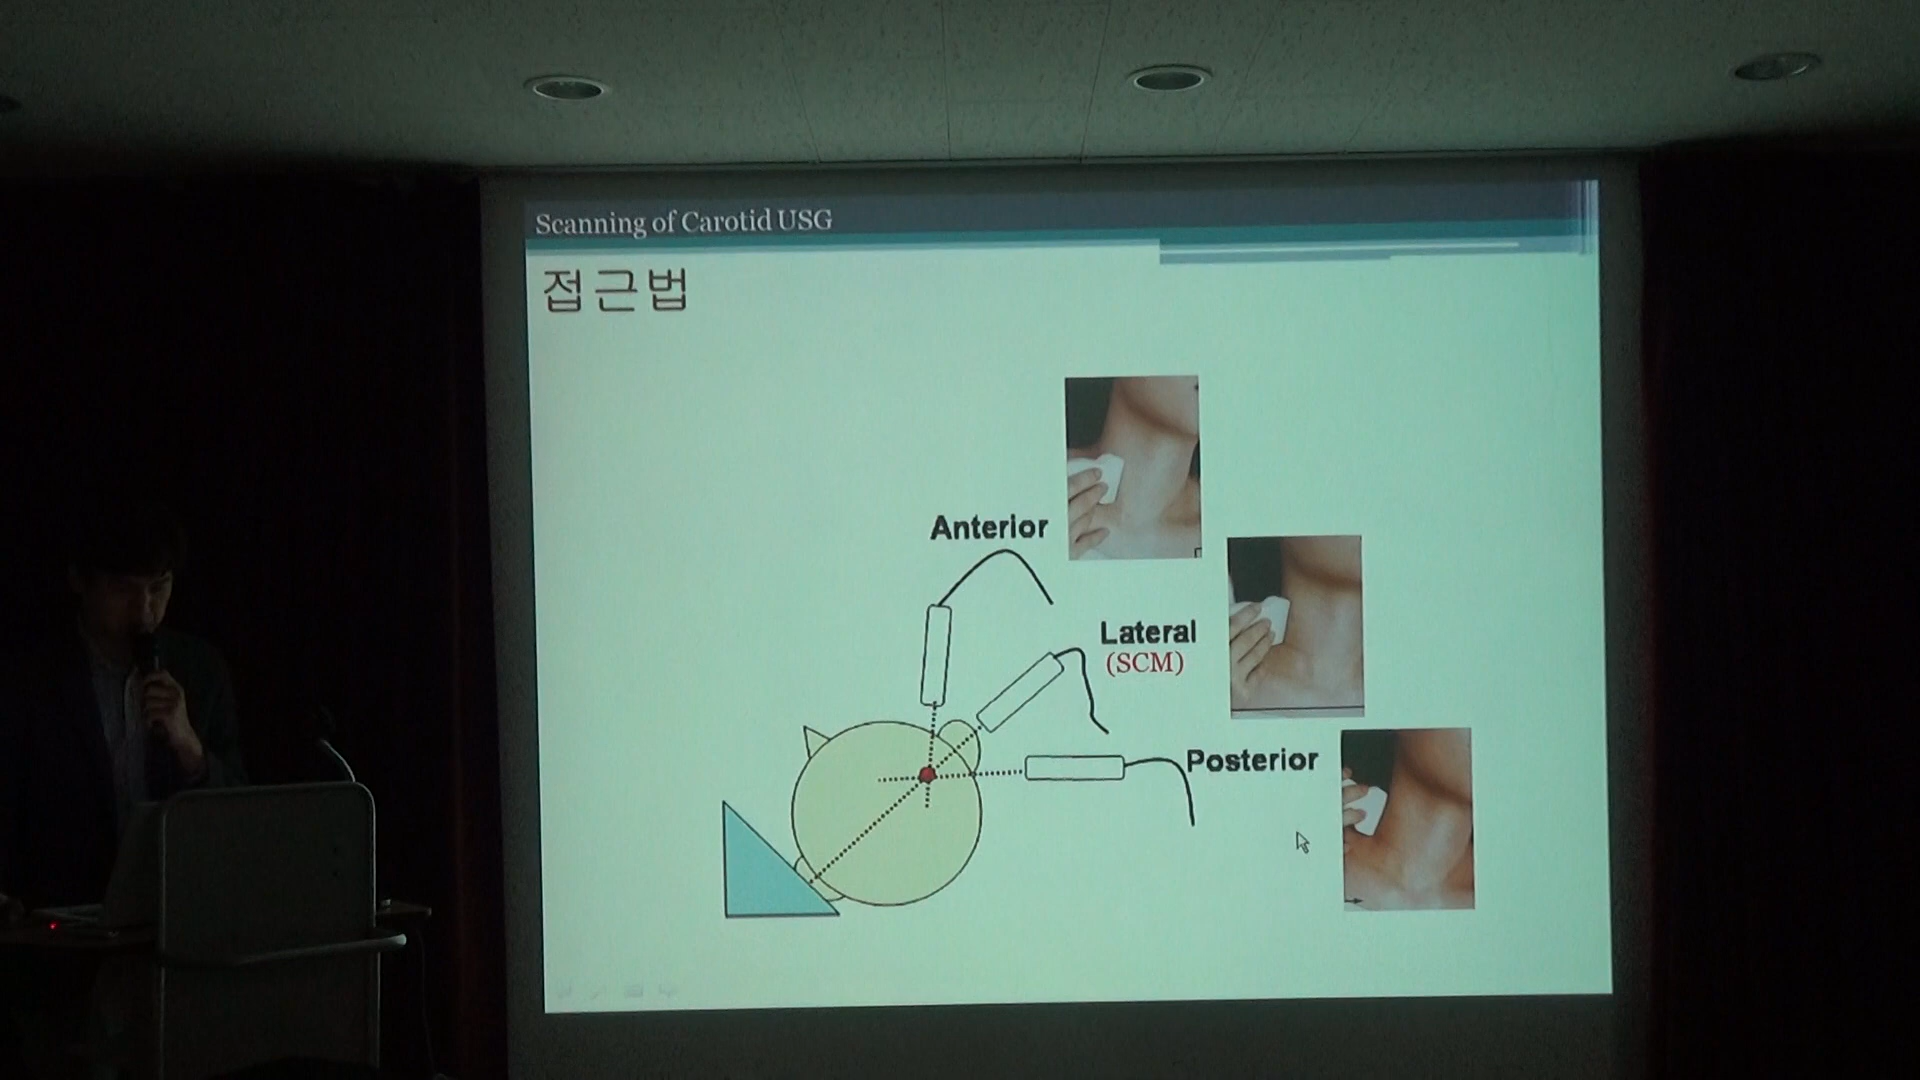 Scanning of Carotid USG
접근법
Anterior
Lateral
(SCM)
Posterior